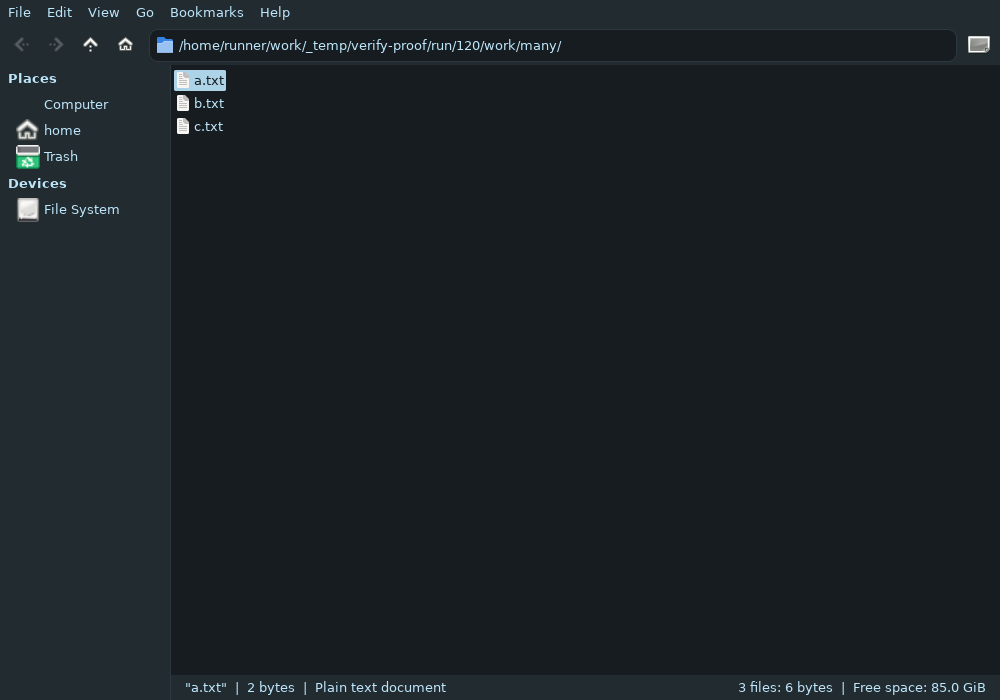 File Edit View Go Bookmarks Help
/home/runner/work/_temp/verify-proof/run/120/work/many/
Places
Computer
home
Trash
Devices
File System
a.txt
b.txt
c.txt
"a.txt" | 2 bytes | Plain text document
3 files: 6 bytes | Free space: 85.0 GiB